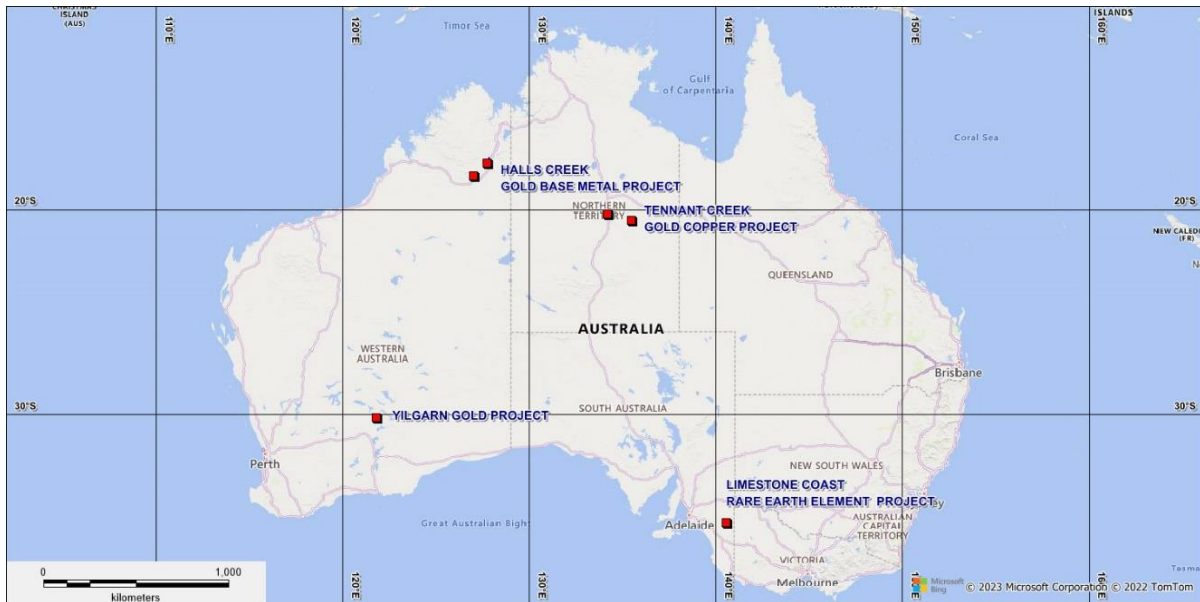 CHRISTMAS
ISLAND
(AUS)
ISLANDS
Timor Sea
110°E
120°E
130°E
140°E
150°E
160°E
Gulf
of Carpentaria
Coral Sea
HALLS CREEK
GOLD BASE METAL PROJECT
20°S
20°S
NORTHERN
TERRITORY
TENNANT CREEK
GOLD COPPER PROJECT
NEW CALEDO
(FR)
QUEENSLAND
AUSTRALIA
WESTERN
AUSTRALIA
Brisbane
30°S
30°S
SOUTH AUSTRALIA
YILGARN GOLD PROJECT
Perth
NEW SOUTH WALES
LIMESTONE COAST
RARE EARTH ELEMENT PROJECT
Great Australian Bight
Adelaide
AUSTRALIAN
CAPITAL
TERRITORY
VICTORIA
Melbourne
Tasma
0 1,000
kilometers
120°E
130°E
140°E
160°E
Microsoft
Bing
© 2023 Microsoft Corporation © 2022 TomTom